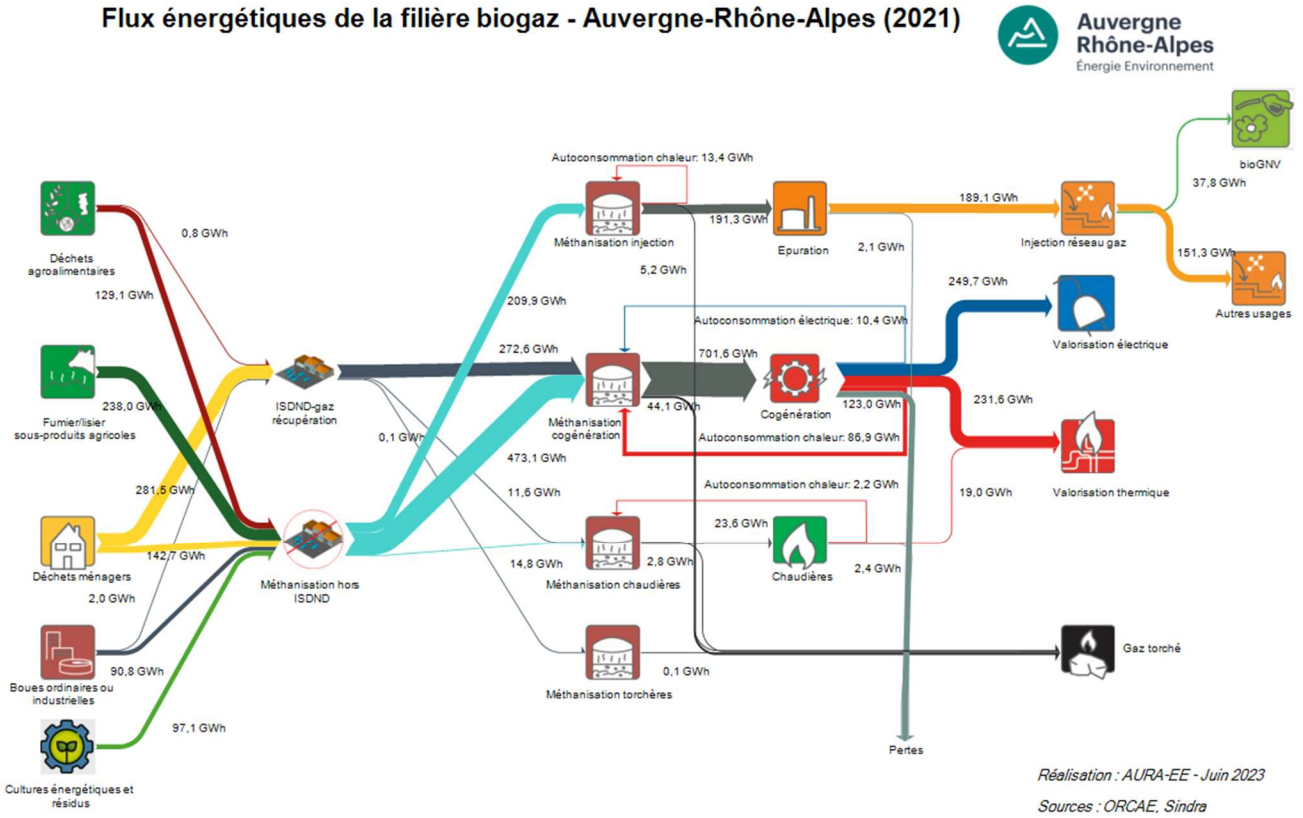 Flux énergétiques de la filière biogaz - Auvergne-Rhône-Alpes (2021)
Auvergne
Rhône-Alpes
Énergie Environnement
Autoconsommation chaleur: 13,4 GWh
bioGNV
37,8 GWh
189,1 GWh
191,3 GWh
0,8 GWh
Méthanisation injection
Epuration
2,1 GWh
Injection réseau gaz
151,3 GWh
Déchets
agroalimentaires
5,2 GWh
249,7 GWh
129,1 GWh
209,9 GWh
Autres usages
Autoconsommation électrique: 10,4 GWh
Valorisation électrique
272,6 GWh
701,6 GWh
238,0 GWh
ISDND-gaz
récupération
44,1 GWh
Cogénération
123,0 GWh
231,6 GWh
Fumier/lisier
sous-produits agricoles
Méthanisation
cogénération
0,1 GWh
Autoconsommation chaleur: 86,9 GWh
473,1 GWh
Autoconsommation chaleur: 2,2 GWh
281,5 GWh
11,6 GWh
19,0 GWh
Valorisation thermique
23,6 GWh
142,7 GWh
14,8 GWh
2,8 GWh
2,4 GWh
Déchets ménagers
Méthanisation hors
ISDND
Méthanisation chaudières
Chaudières
2,0 GWh
Gaz torché
90,8 GWh
0,1 GWh
Boues ordinaires ou
industrielles
Méthanisation torchères
97,1 GWh
Pertes
Cultures énergétiques et
résidus
Réalisation : AURA-EE - Juin 2023
Sources : ORCAE, Sindra